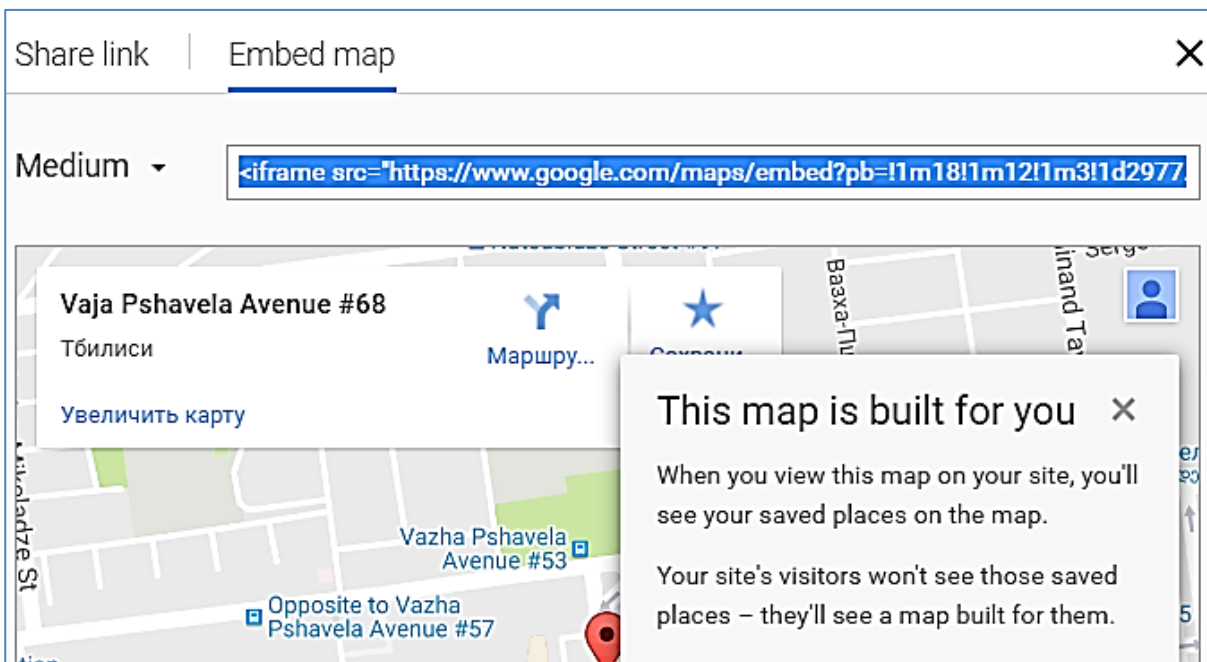 Share link
Embed map
Medium
<iframe src="https://www.google.com/maps/embed?pb=!1m18!1m12!1m3!1d2977.
Vaja Pshavela Avenue #68
Тбилиси
Маршру...
Увеличить карту
This map is built for you
When you view this map on your site, you'll
see your saved places on the map.
Your site's visitors won't see those saved
places – they'll see a map built for them.
Vazha Pshavela
Avenue #53
Opposite to Vazha
Pshavela Avenue #57
Mikeladze St
5